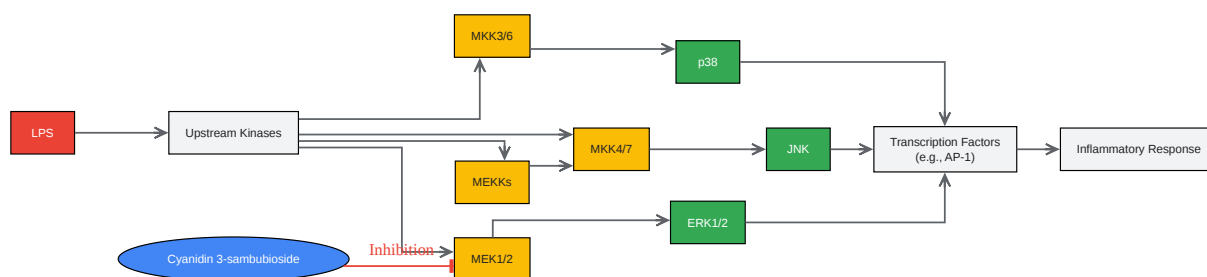 MKK3/6
p38
LPS
Upstream Kinases
MKK4/7
JNK
Transcription Factors
(e.g., AP-1)
Inflammatory Response
MEKKs
ERK1/2
Inhibition
Cyanidin 3-sambubioside
MEK1/2